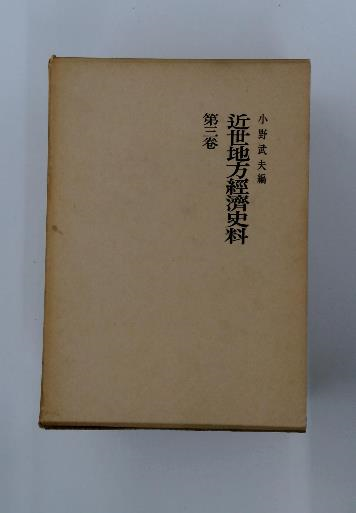 小野武夫編
近世地方經濟史料
第三卷